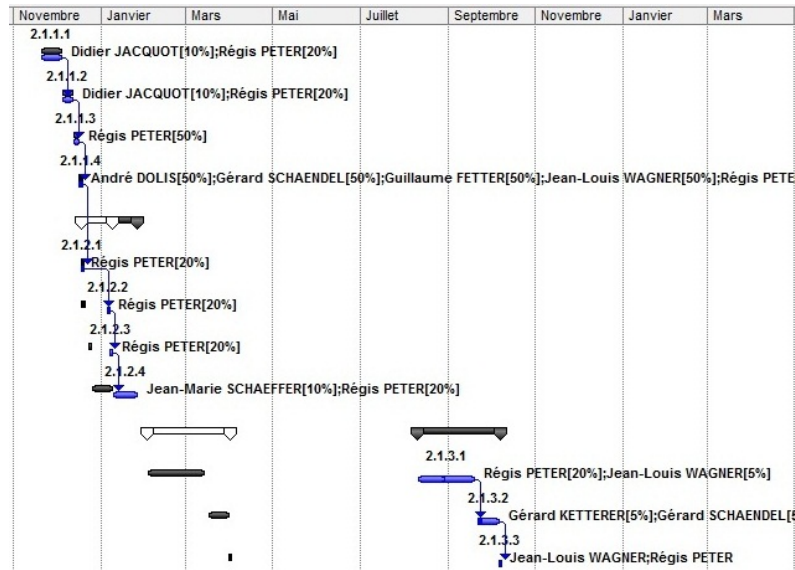 Novembre Janvier Mars Mai Juillet Septembre Novembre Janvier Mars
2.1.1.1
Didier JACQUOT[10%];Régis PETER[20%]
2.1.1.2
Didier JACQUOT[10%];Régis PETER[20%]
2.1.1.3
Régis PETER[50%]
2.1.1.4
André DOLIS[50%];Gérard SCHAENDEL[50%];Guillaume FETTER[50%];Jean-Louis WAGNER[50%];Régis PETE
2.1.2.1
Régis PETER[20%]
2.1.2.2
Régis PETER[20%]
2.1.2.3
Régis PETER[20%]
2.1.2.4
Jean-Marie SCHAEFFER[10%];Régis PETER[20%]
2.1.3.1
Régis PETER[20%];Jean-Louis WAGNER[5%]
2.1.3.2
Gérard KETTERER[5%];Gérard SCHAENDEL[5
2.1.3.3
Jean-Louis WAGNER;Régis PETER